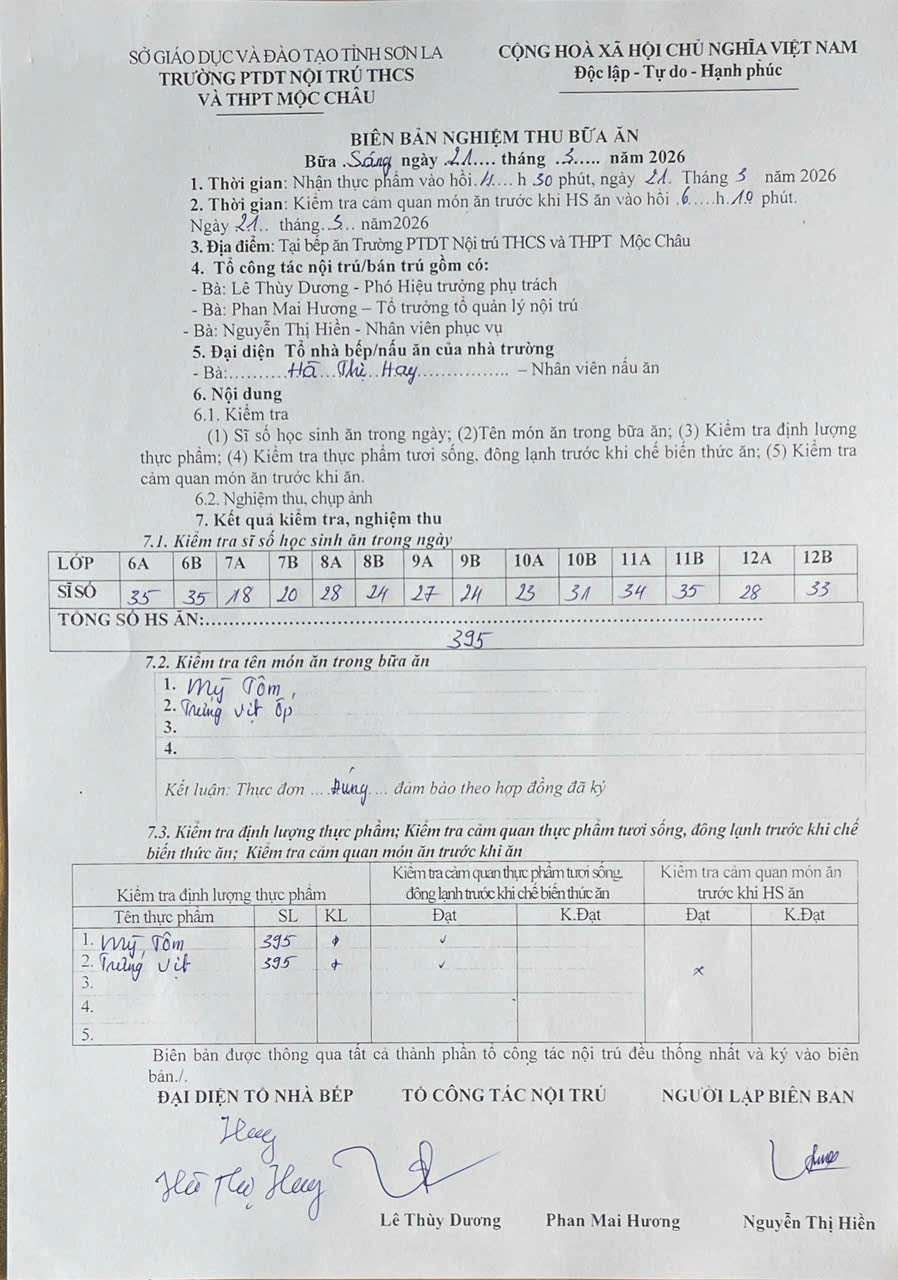 SỞ GIÁO DỤC VÀ ĐÀO TẠO TỈNH SƠN LA
TRƯỜNG PTDT NỘI TRÚ THCS
VÀ THPT MỘC CHÂU
CỘNG HOÀ XÃ HỘI CHỦ NGHĨA VIỆT NAM
Độc lập - Tự do - Hạnh phúc
BIÊN BẢN NGHIỆM THU BỮA ĂN
Bữa .Sáng ngày .21.... tháng .3..... năm 2026
1. Thời gian: Nhận thực phẩm vào hồi.4.... h 30 phút, ngày 21. Tháng 3 năm 2026
2. Thời gian: Kiểm tra cảm quan món ăn trước khi HS ăn vào hồi .6.....h.10 phút.
Ngày 21.. tháng.3.. năm2026
3. Địa điểm: Tại bếp ăn Trường PTDT Nội trú THCS và THPT Mộc Châu
4. Tổ công tác nội trú/bán trú gồm có:
- Bà: Lê Thùy Dương - Phó Hiệu trưởng phụ trách
- Bà: Phan Mai Hương – Tổ trưởng tổ quản lý nội trú
- Bà: Nguyễn Thị Hiền - Nhân viên phục vụ
5. Đại diện Tổ nhà bếp/nấu ăn của nhà trường
- Bà:..........Hà...Thị..Hay................ – Nhân viên nấu ăn
6. Nội dung
6.1. Kiểm tra
(1) Sĩ số học sinh ăn trong ngày; (2)Tên món ăn trong bữa ăn; (3) Kiểm tra định lượng
thực phẩm; (4) Kiểm tra thực phẩm tươi sống, đông lạnh trước khi chế biến thức ăn; (5) Kiểm tra
cảm quan món ăn trước khi ăn.
6.2. Nghiệm thu, chụp ảnh
7. Kết quả kiểm tra, nghiệm thu
7.1. Kiểm tra sĩ số học sinh ăn trong ngày
LỚP 6A 6B 7A 7B 8A 8B 9A 9B 10A 10B 11A 11B 12A 12B
SĨ SỐ 35 35 18 20 28 24 27 24 23 31 34 35 28 33
TỔNG SỐ HS ĂN:....................................................................
395
7.2. Kiểm tra tên món ăn trong bữa ăn
1. Mỳ Tôm
2. Trứng vịt ốp
3.
4.
Kết luận: Thực đơn ....đúng.... đảm bảo theo hợp đồng đã ký
7.3. Kiểm tra định lượng thực phẩm; Kiểm tra cảm quan thực phẩm tươi sống, đông lạnh trước khi chế
biến thức ăn; Kiểm tra cảm quan món ăn trước khi ăn
Kiểm tra định lượng thực phẩm
Kiểm tra cảm quan thực phẩm tươi sống,
đông lạnh trước khi chế biến thức ăn
Kiểm tra cảm quan món ăn
trước khi HS ăn
Tên thực phẩm SL KL Đạt K.Đạt Đạt K.Đạt
1. Mỳ Tôm 395 + ✓
2. Trứng vịt 395 + ✓ x
3.
4.
5.
Biên bản được thông qua tất cả thành phần tổ công tác nội trú đều thống nhất và ký vào biên
bản./.
ĐẠI DIỆN TỔ NHÀ BẾP TỔ CÔNG TÁC NỘI TRÚ NGƯỜI LẬP BIÊN BẢN
Hay
Hà Thị Hay
Lê Thùy Dương Phan Mai Hương Nguyễn Thị Hiền